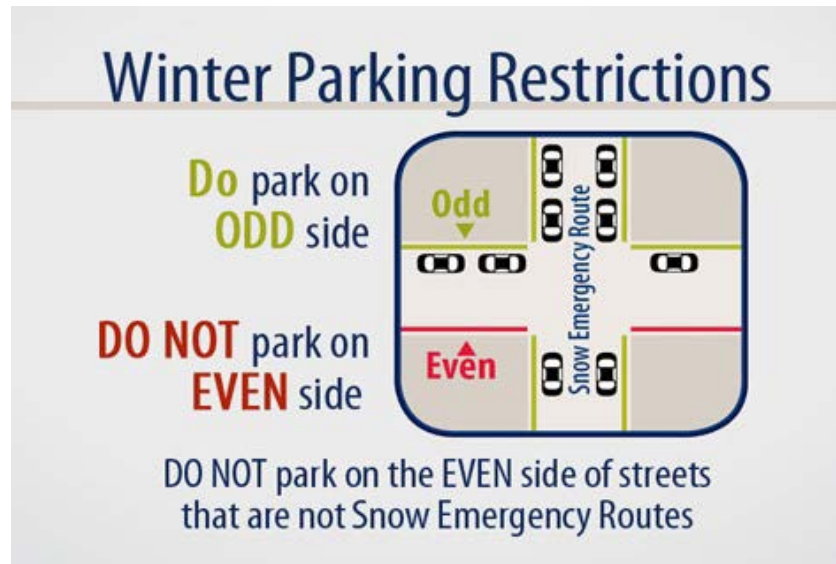 Winter Parking Restrictions
Do park on
ODD side
DO NOT park on
EVEN side
Odd
Even
Snow Emergency Route
DO NOT park on the EVEN side of streets
that are not Snow Emergency Routes